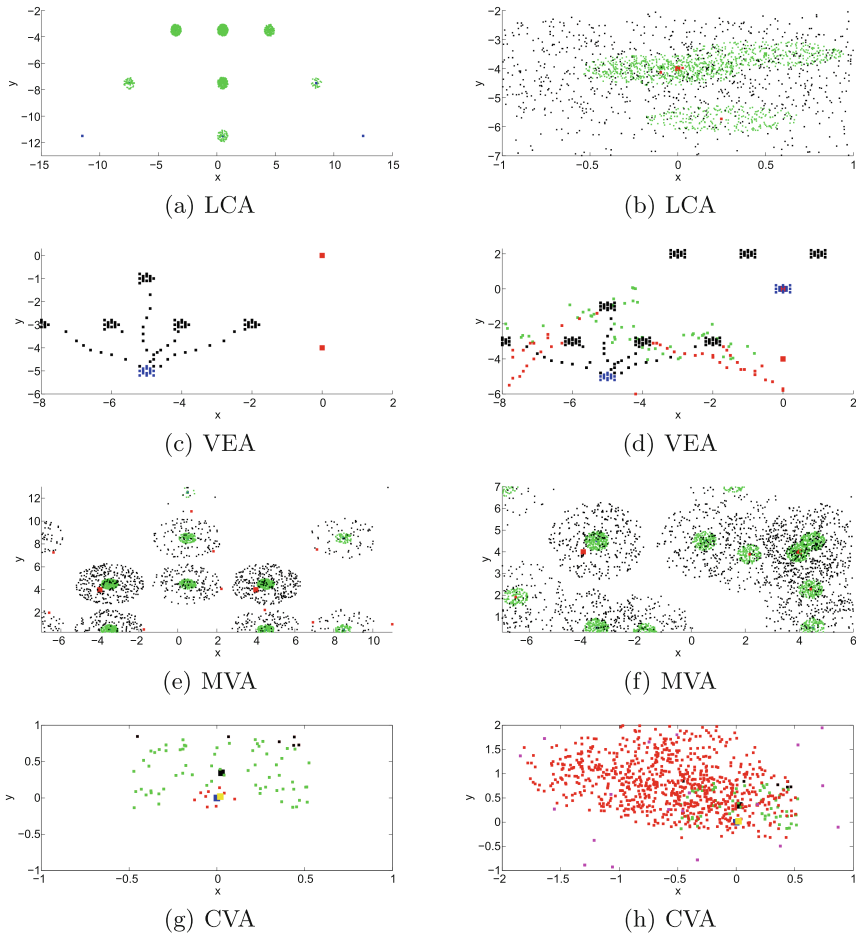 −2
−4
−6
y
−8
−10
−12
−15 −10 −5 0 5 10 15
x
(a) LCA
−2
−3
−4
y
−5
−6
−7
−1 −0.5 0 0.5 1
x
(b) LCA
0
−1
−2
y
−3
−4
−5
−6
−8 −6 −4 −2 0 2
x
(c) VEA
2
0
y
−2
−4
−6
−8 −6 −4 −2 0 2
x
(d) VEA
12
10
8
y
6
4
2
−6 −4 −2 0 2 4 6 8 10
x
(e) MVA
7
6
5
y
4
3
2
1
−6 −4 −2 0 2 4 6
x
(f) MVA
1
0.5
y
0
−0.5
−1
−1 −0.5 0 0.5 1
x
(g) CVA
2
1.5
1
y
0.5
0
−0.5
−1
−2 −1.5 −1 −0.5 0 0.5 1
x
(h) CVA